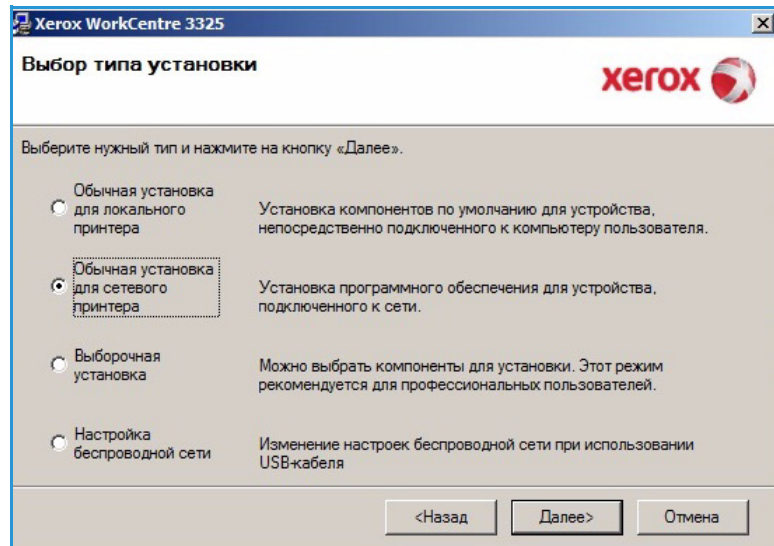 Xerox WorkCentre 3325
Выбор типа установки
xerox
Выберите нужный тип и нажмите на кнопку «Далее».
Обычная установка
для локального
принтера
Установка компонентов по умолчанию для устройства,
непосредственно подключенного к компьютеру пользователя.
Обычная установка
для сетевого
принтера
Установка программного обеспечения для устройства,
подключенного к сети.
Выборочная
установка
Можно выбрать компоненты для установки. Этот режим
рекомендуется для профессиональных пользователей.
Настройка
беспроводной сети
Изменение настроек беспроводной сети при использовании
USB-кабеля
<Назад
Далее>
Отмена